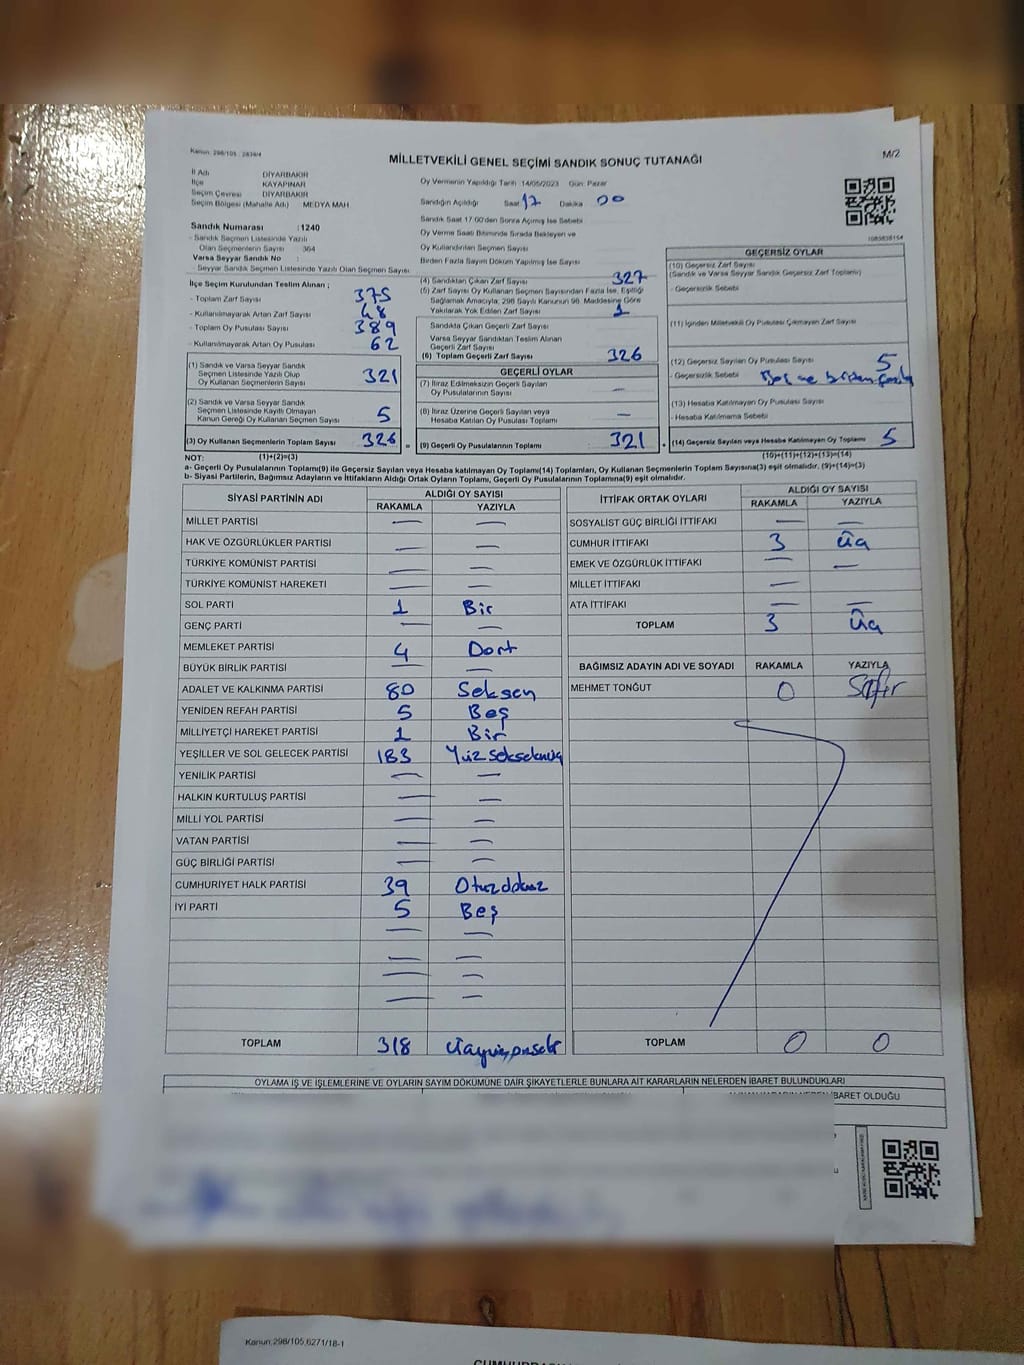 Kanun: 298/105 : 2839/4
MİLLETVEKİLİ GENEL SEÇİMİ SANDIK SONUÇ TUTANAĞI
M/2
İl Adı DİYARBAKIR
İlçe KAYAPINAR
Seçim Çevresi DİYARBAKIR
Seçim Bölgesi (Mahalle Adı) MEDYA MAH
Oy Vermenin Yapıldığı Tarih 14/05/2023 Gün: Pazar
Sandığın Açıldığı Saat 17 Dakika 00
Sandık Saat 17:00'den Sonra Açılmış İse Sebebi
Oy Verme Saati Bitiminde Sırada Bekleyen ve
Oy Kullandırılan Seçmen Sayısı
Birden Fazla Sayım Döküm Yapılmış İse Sayısı
Sandık Numarası : 1240
- Sandık Seçmen Listesinde Yazılı
Olan Seçmenlerin Sayısı 364
Varsa Seyyar Sandık No :
Seyyar Sandık Seçmen Listesinde Yazılı Olan Seçmen Sayısı
İlçe Seçim Kurulundan Teslim Alınan ;
- Toplam Zarf Sayısı 375
- Kullanılmayarak Artan Zarf Sayısı 48
- Toplam Oy Pusulası Sayısı 389
- Kullanılmayarak Artan Oy Pusulası 62
(1) Sandık ve Varsa Seyyar Sandık
Seçmen Listesinde Yazılı Olup
Oy Kullanan Seçmenlerin Sayısı 321
(2) Sandık ve Varsa Seyyar Sandık
Seçmen Listesinde Kayıtlı Olmayan
Kanun Gereği Oy Kullanan Seçmen Sayısı 5
(3) Oy Kullanan Seçmenlerin Toplam Sayısı 326 =
(4) Sandıktan Çıkan Zarf Sayısı 327
(5) Zarf Sayısı Oy Kullanan Seçmen Sayısından Fazla İse, Eşitliği
Sağlamak Amacıyla; 298 Sayılı Kanunun 98. Maddesine Göre
Yakılarak Yok Edilen Zarf Sayısı 1
Sandıkta Çıkan Geçerli Zarf Sayısı
Varsa Seyyar Sandıktan Teslim Alınan
Geçerli Zarf Sayısı
(6) Toplam Geçerli Zarf Sayısı 326
GEÇERLİ OYLAR
(7) İtiraz Edilmeksizin Geçerli Sayılan
Oy Pusulalarının Sayısı —
(8) İtiraz Üzerine Geçerli Sayılan veya
Hesaba Katılan Oy Pusulası Toplamı —
(9) Geçerli Oy Pusulalarının Toplamı 321 +
GEÇERSİZ OYLAR
(10) Geçersiz Zarf Sayısı
(Sandık ve Varsa Seyyar Sandık Geçersiz Zarf Toplamı)
- Geçersizlik Sebebi
(11) İçinden Milletvekili Oy Pusulası Çıkmayan Zarf Sayısı
(12) Geçersiz Sayılan Oy Pusulası Sayısı 5
- Geçersizlik Sebebi Boş ve birden
(13) Hesaba Katılmayan Oy Pusulası Sayısı
- Hesaba Katılmama Sebebi
(14) Geçersiz Sayılan veya Hesaba Katılmayan Oy Toplamı 5
NOT: (1)+(2)=(3) (10)+(11)+(12)+(13)=(14)
a- Geçerli Oy Pusulalarının Toplamı(9) ile Geçersiz Sayılan veya Hesaba katılmayan Oy Toplamı(14) Toplamları, Oy Kullanan Seçmenlerin Toplam Sayısına(3) eşit olmalıdır. (9)+(14)=(3)
b- Siyasi Partilerin, Bağımsız Adayların ve İttifakların Aldığı Ortak Oyların Toplamı, Geçerli Oy Pusulalarının Toplamına(9) eşit olmalıdır.
SİYASİ PARTİNİN ADI ALDIĞI OY SAYISI
RAKAMLA YAZIYLA
MİLLET PARTİSİ — —
HAK VE ÖZGÜRLÜKLER PARTİSİ — —
TÜRKİYE KOMÜNİST PARTİSİ — —
TÜRKİYE KOMÜNİST HAREKETİ — —
SOL PARTİ 1 Bir
GENÇ PARTİ — —
MEMLEKET PARTİSİ 4 Dort
BÜYÜK BİRLİK PARTİSİ — —
ADALET VE KALKINMA PARTİSİ 80 Seksen
YENİDEN REFAH PARTİSİ 5 Beş
MİLLİYETÇİ HAREKET PARTİSİ 1 Bir
YEŞİLLER VE SOL GELECEK PARTİSİ 183 Yüzseksenüç
YENİLİK PARTİSİ — —
HALKIN KURTULUŞ PARTİSİ — —
MİLLİ YOL PARTİSİ — —
VATAN PARTİSİ — —
GÜÇ BİRLİĞİ PARTİSİ — —
CUMHURİYET HALK PARTİSİ 39 Otuzdokuz
İYİ PARTİ 5 Beş
— —
— —
— —
— —
TOPLAM 318 Üçyüzonsekiz
İTTİFAK ORTAK OYLARI ALDIĞI OY SAYISI
RAKAMLA YAZIYLA
SOSYALİST GÜÇ BİRLİĞİ İTTİFAKI — —
CUMHUR İTTİFAKI 3 Üç
EMEK VE ÖZGÜRLÜK İTTİFAKI — —
MİLLET İTTİFAKI —
ATA İTTİFAKI — —
TOPLAM 3 Üç
BAĞIMSIZ ADAYIN ADI VE SOYADI RAKAMLA YAZIYLA
MEHMET TONĞUT 0 Sıfır
TOPLAM 0 0
OYLAMA İŞ VE İŞLEMLERİNE VE OYLARIN SAYIM DÖKÜMÜNE DAİR ŞİKAYETLERLE BUNLARA AİT KARARLARIN NELERDEN İBARET BULUNDUKLARI
İBARET OLDUĞU
Kanun:298/105,6271/18-1